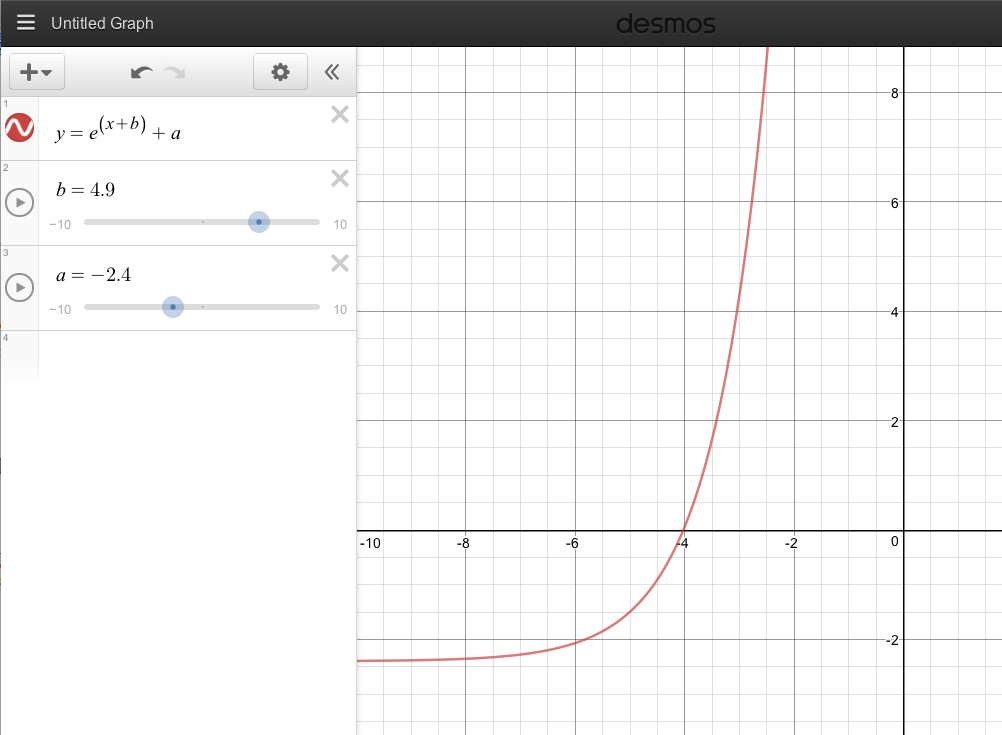 Untitled Graph
desmos
1
y = e^(x+b) + a
2
b = 4.9
-10 10
3
a = −2.4
-10 10
4
8
6
4
2
-10 -8 -6 -4 -2 0
-2